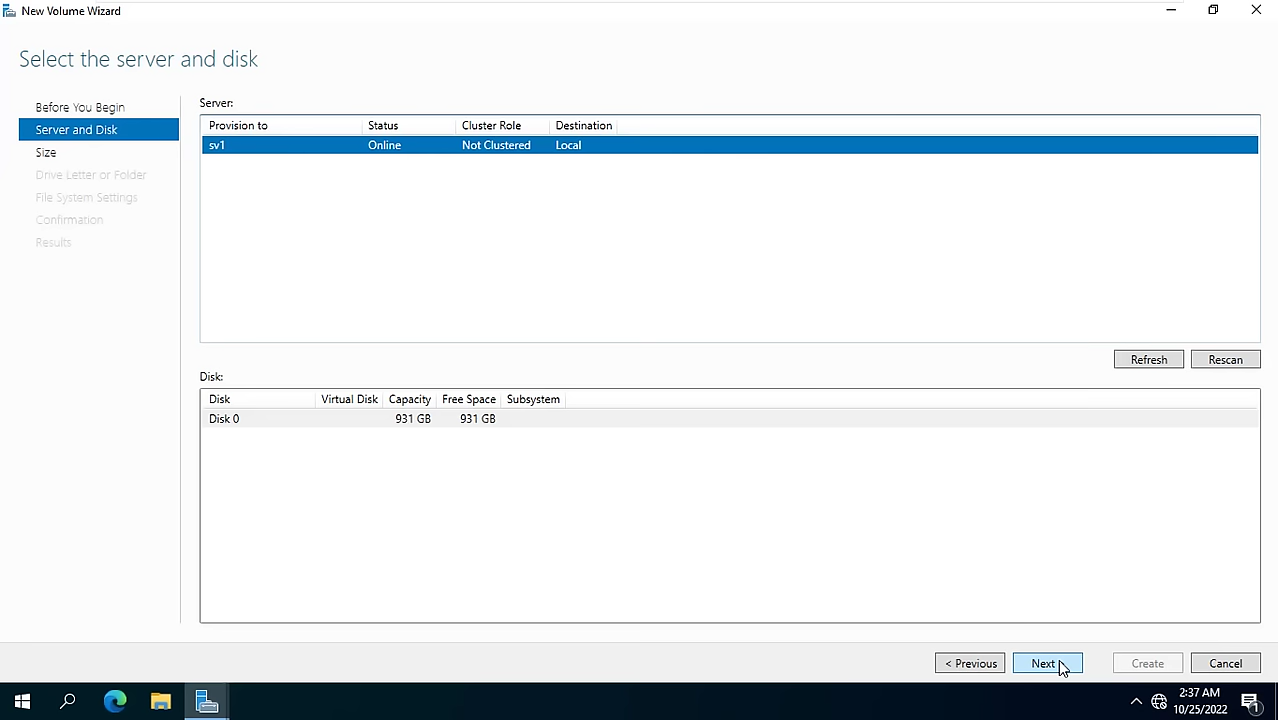 New Volume Wizard
Select the server and disk
Before You Begin
Server and Disk
Size
Drive Letter or Folder
File System Settings
Confirmation
Results
Server:
Provision to Status Cluster Role Destination
sv1 Online Not Clustered Local
Refresh Rescan
Disk:
Disk Virtual Disk Capacity Free Space Subsystem
Disk 0 931 GB 931 GB
< Previous Next > Create Cancel
2:37 AM
10/25/2022
1